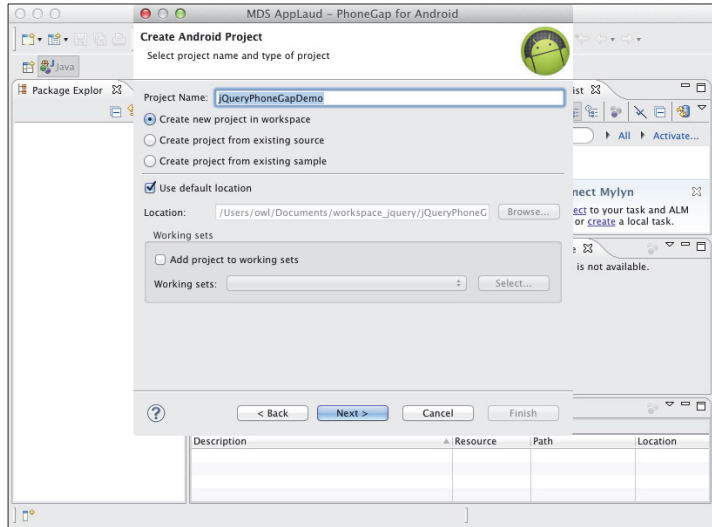 MDS AppLaud – PhoneGap for Android
Create Android Project
Select project name and type of project
Java
Package Explor
ist
Project Name: jQueryPhoneGapDemo
Create new project in workspace
Create project from existing source
Create project from existing sample
All Activate...
Use default location
Location: /Users/owl/Documents/workspace_jquery/jQueryPhoneG Browse...
nect Mylyn
ect to your task and ALM
or create a local task.
Working sets
Add project to working sets
Working sets: Select...
is not available.
? < Back Next > Cancel Finish
Description Resource Path Location